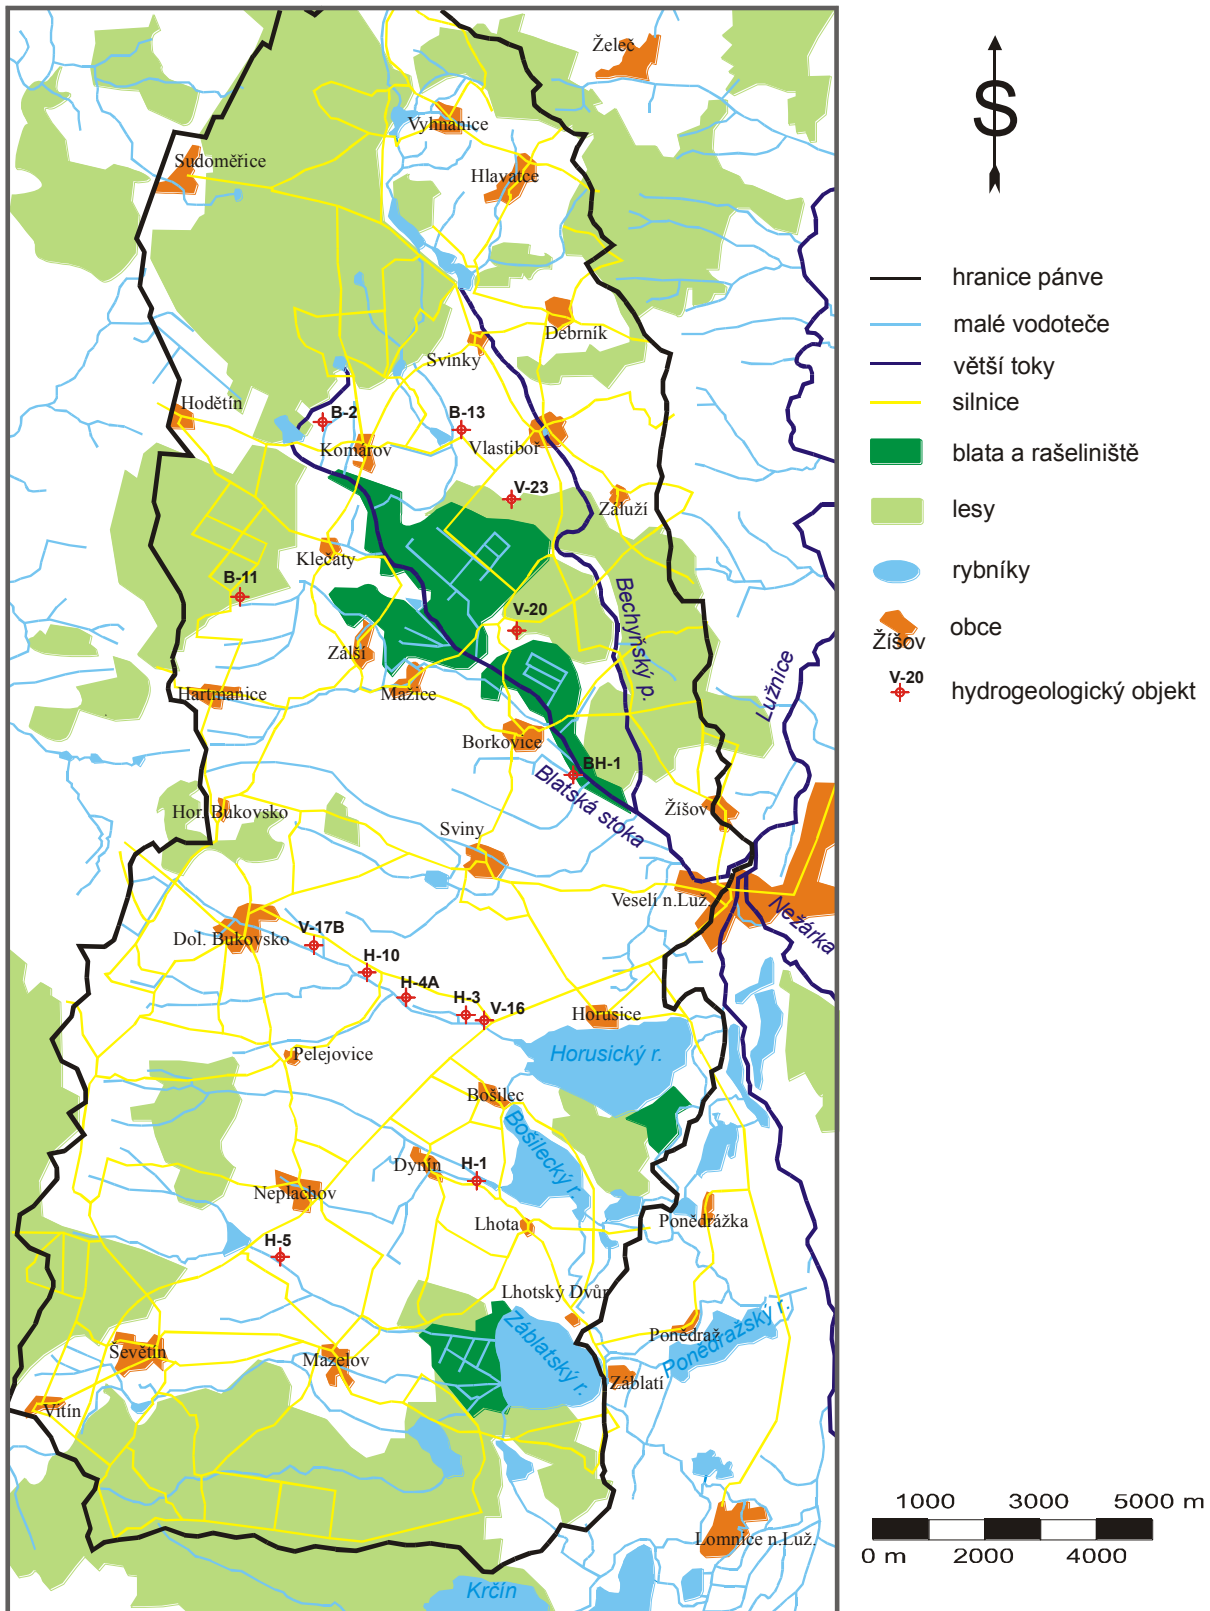 Želeč
Vyhnanice
Sudoměřice
Hlavatce
Debrník
Svinky
Hodětín
B-2
B-13
Komárov
Vlastiboř
V-23
Záluží
Klečaty
B-11
Bechyňský p.
V-20
Zálší
Lužnice
Hartmanice
Mažice
Borkovice
BH-1
Blatská stoka
Žíšov
Hor. Bukovsko
Sviny
Veselí n.Luž.
Nežárka
V-17B
Dol. Bukovsko
H-10
H-4A
H-3
V-16
Horusice
Horusický r.
Pelejovice
Bošilec
Bošilecký r.
Dynín
H-1
Neplachov
Lhota
Ponědrážka
H-5
Lhotský Dvůr
Ponědraž
Ponědražský r.
Záblatský r.
Ševětín
Mazelov
Záblatí
Vitín
Lomnice n.Luž.
Krčín
S
hranice pánve
malé vodoteče
větší toky
silnice
blata a rašeliniště
lesy
rybníky
obce
Žíšov
V-20
hydrogeologický objekt
1000 3000 5000 m
0 m 2000 4000